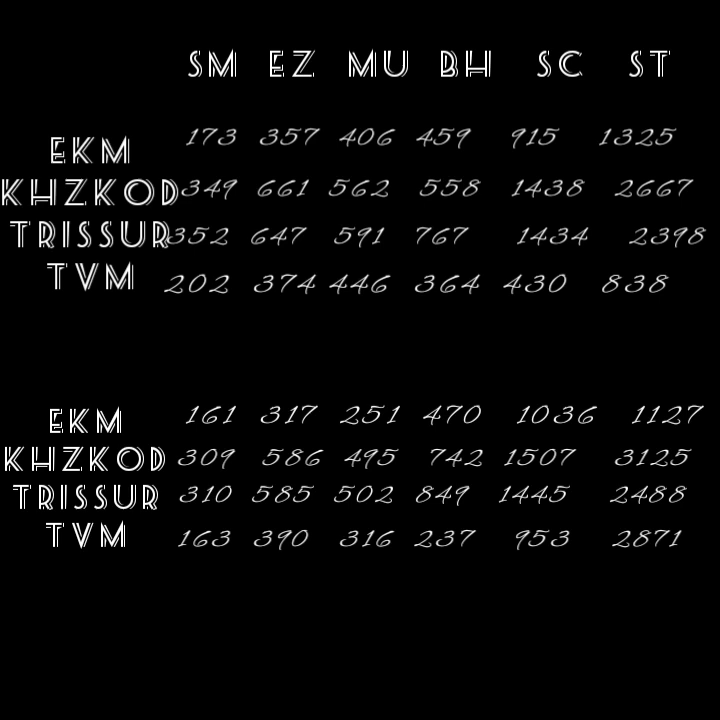 SM EZ MU BH SC ST
EKM 173 357 406 459 915 1325
KHZKOD 349 661 562 558 1438 2667
TRISSUR 352 647 591 767 1434 2398
TVM 202 374 446 364 430 838
EKM 161 317 251 470 1036 1127
KHZKOD 309 586 495 742 1507 3125
TRISSUR 310 585 502 849 1445 2488
TVM 163 390 316 237 953 2871